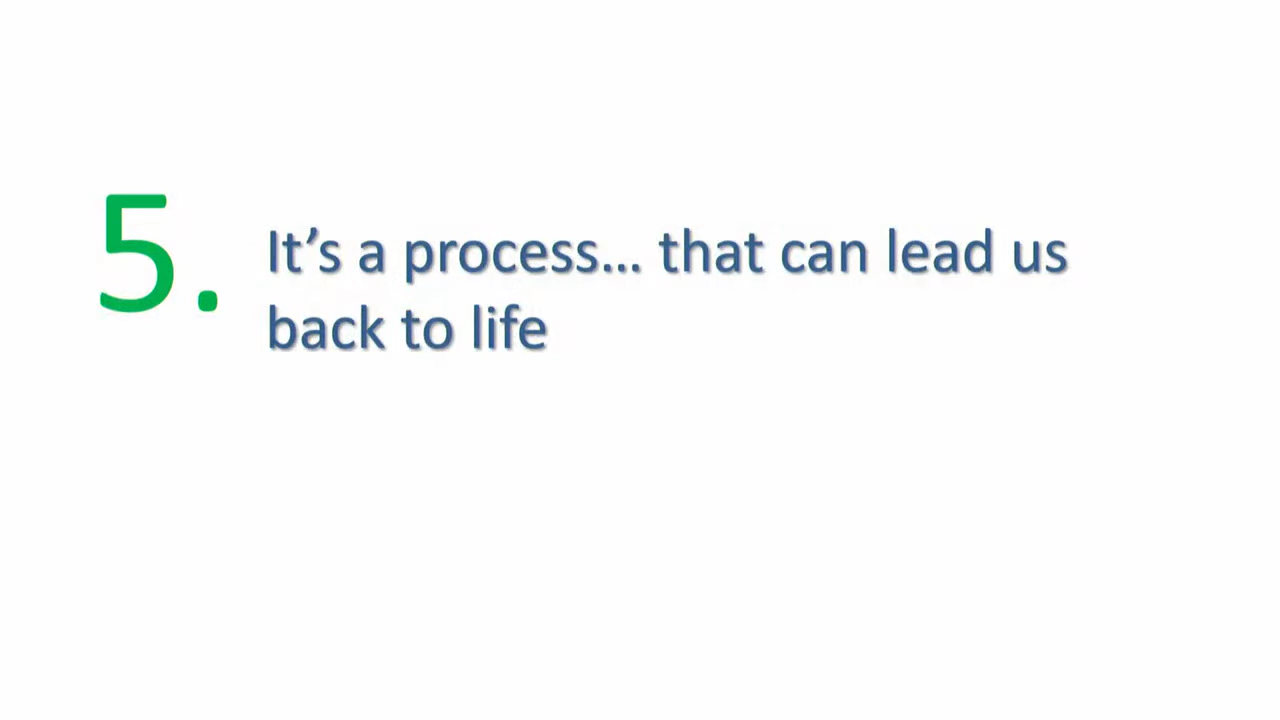 5. It’s a process… that can lead us
back to life